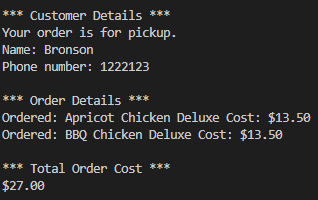 *** Customer Details ***
Your order is for pickup.
Name: Bronson
Phone number: 1222123
*** Order Details ***
Ordered: Apricot Chicken Deluxe Cost: $13.50
Ordered: BBQ Chicken Deluxe Cost: $13.50
*** Total Order Cost ***
$27.00